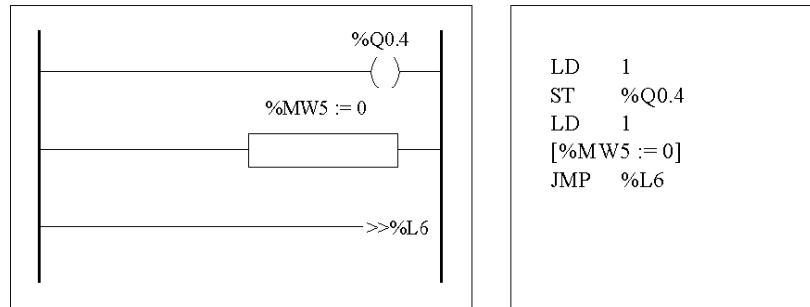 %Q0.4
%MW5 := 0
>>%L6
LD 1
ST %Q0.4
LD 1
[%MW5 := 0]
JMP %L6